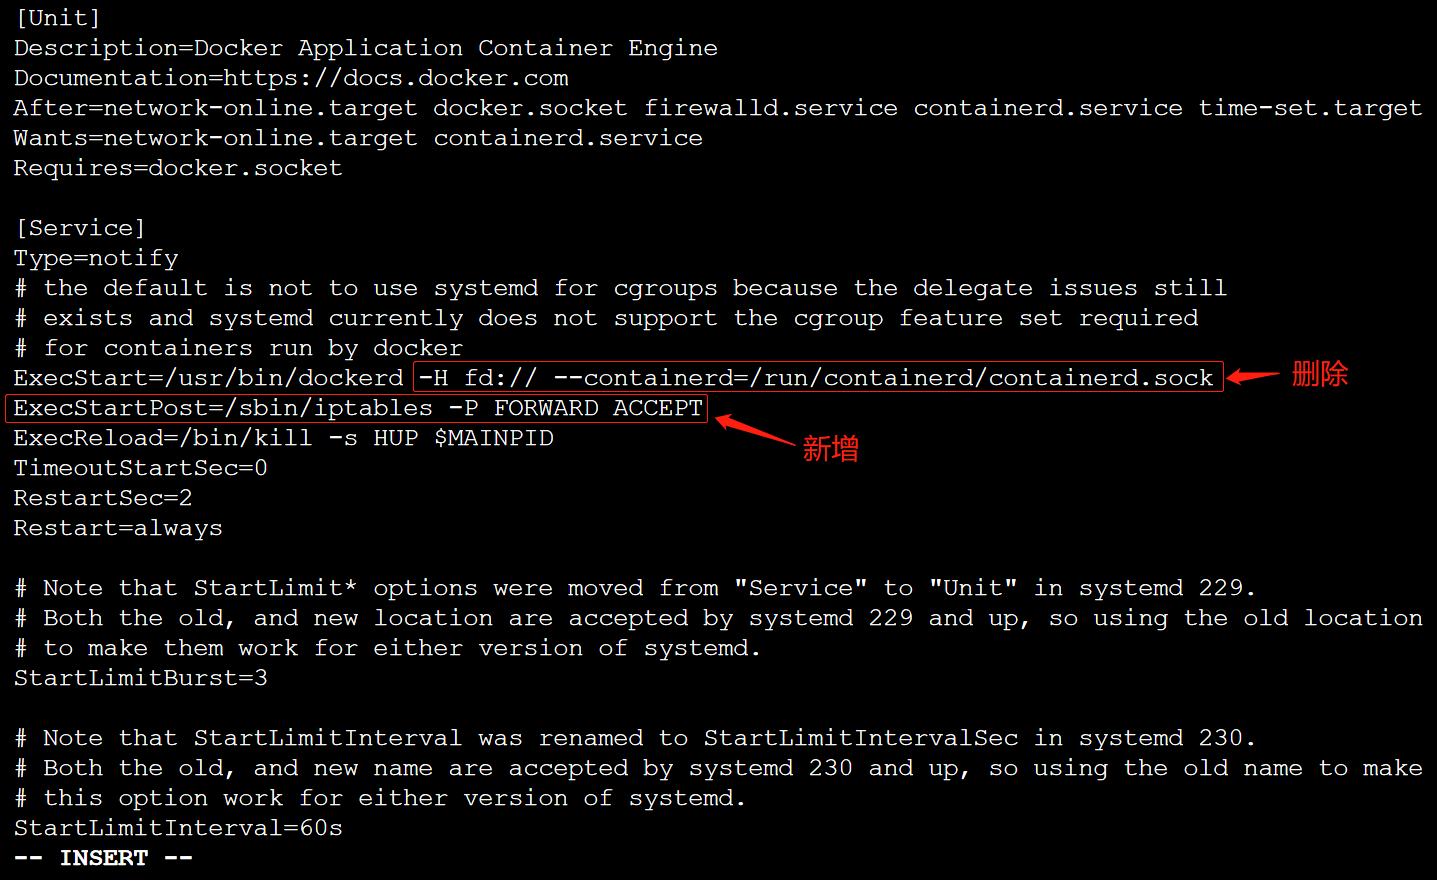 [Unit]
Description=Docker Application Container Engine
Documentation=https://docs.docker.com
After=network-online.target docker.socket firewalld.service containerd.service time-set.target
Wants=network-online.target containerd.service
Requires=docker.socket
[Service]
Type=notify
# the default is not to use systemd for cgroups because the delegate issues still
# exists and systemd currently does not support the cgroup feature set required
# for containers run by docker
ExecStart=/usr/bin/dockerd -H fd:// --containerd=/run/containerd/containerd.sock 删除
ExecStartPost=/sbin/iptables -P FORWARD ACCEPT
ExecReload=/bin/kill -s HUP $MAINPID 新增
TimeoutStartSec=0
RestartSec=2
Restart=always
# Note that StartLimit* options were moved from "Service" to "Unit" in systemd 229.
# Both the old, and new location are accepted by systemd 229 and up, so using the old location
# to make them work for either version of systemd.
StartLimitBurst=3
# Note that StartLimitInterval was renamed to StartLimitIntervalSec in systemd 230.
# Both the old, and new name are accepted by systemd 230 and up, so using the old name to make
# this option work for either version of systemd.
StartLimitInterval=60s
-- INSERT --